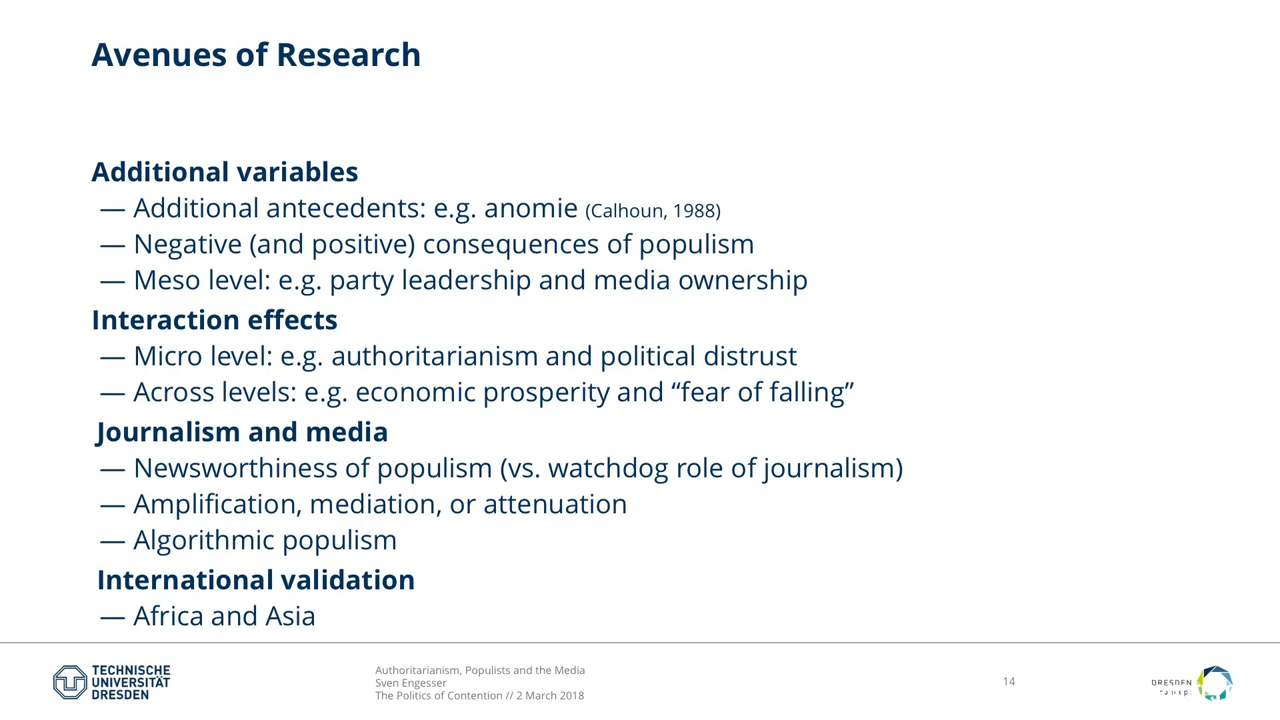 Avenues of Research
Additional variables
— Additional antecedents: e.g. anomie (Calhoun, 1988)
— Negative (and positive) consequences of populism
— Meso level: e.g. party leadership and media ownership
Interaction effects
— Micro level: e.g. authoritarianism and political distrust
— Across levels: e.g. economic prosperity and “fear of falling”
Journalism and media
— Newsworthiness of populism (vs. watchdog role of journalism)
— Amplification, mediation, or attenuation
— Algorithmic populism
International validation
— Africa and Asia
TECHNISCHE
UNIVERSITÄT
DRESDEN
Authoritarianism, Populists and the Media
Sven Engesser
The Politics of Contention // 2 March 2018
14
DRESDEN